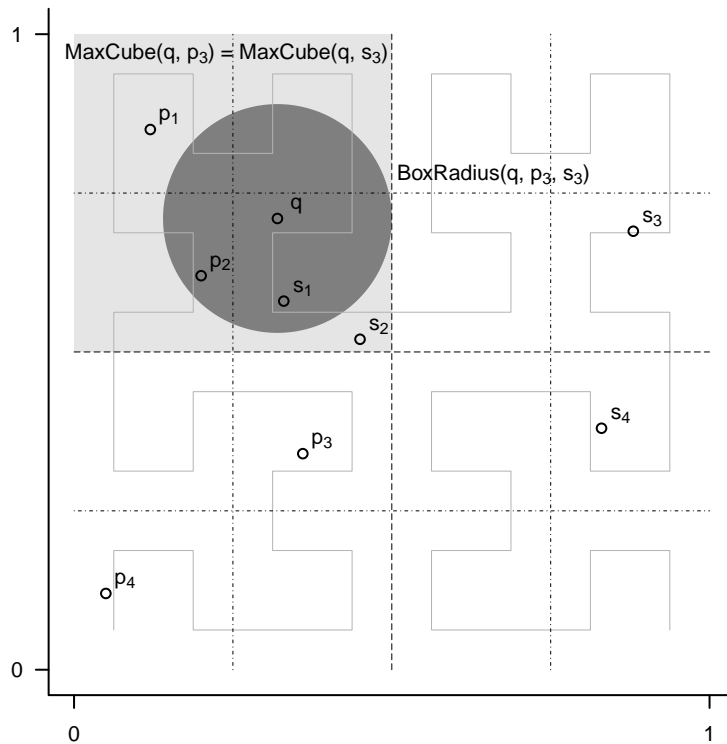 1
MaxCube(q, p₃) = MaxCube(q, s₃)
p₁
BoxRadius(q, p₃, s₃)
q
s₃
p₂
s₁
s₂
s₄
p₃
p₄
0
0
1